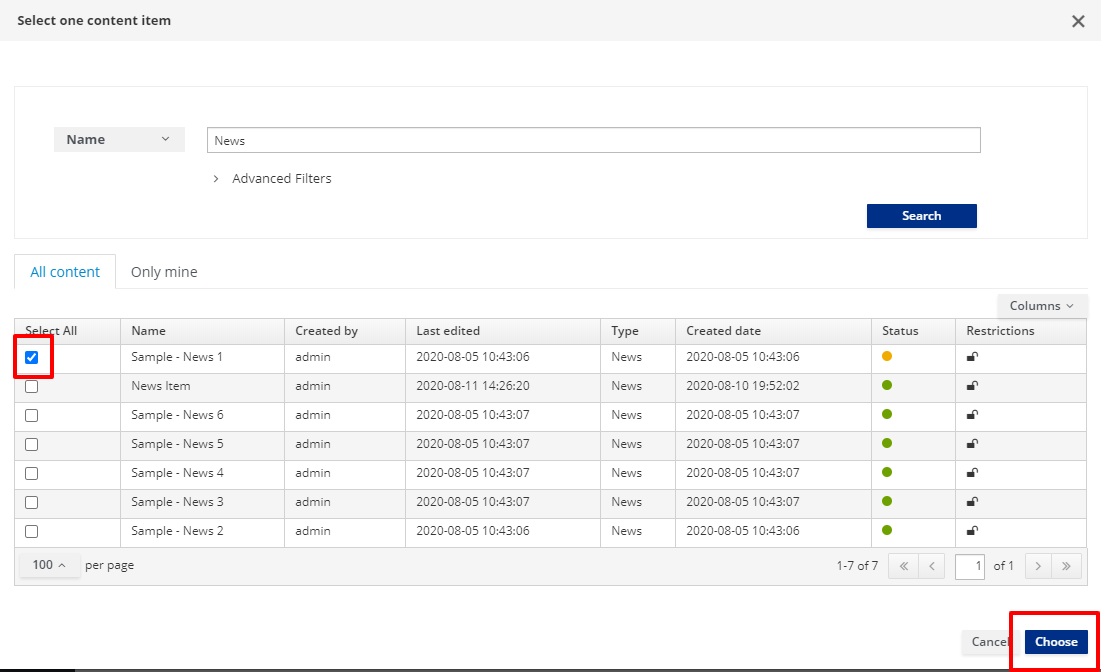 Select one content item
Name
News
Advanced Filters
Search
All content Only mine
Columns
Select All Name Created by Last edited Type Created date Status Restrictions
Sample - News 1 admin 2020-08-05 10:43:06 News 2020-08-05 10:43:06
News Item admin 2020-08-11 14:26:20 News 2020-08-10 19:52:02
Sample - News 6 admin 2020-08-05 10:43:07 News 2020-08-05 10:43:07
Sample - News 5 admin 2020-08-05 10:43:07 News 2020-08-05 10:43:07
Sample - News 4 admin 2020-08-05 10:43:07 News 2020-08-05 10:43:07
Sample - News 3 admin 2020-08-05 10:43:07 News 2020-08-05 10:43:07
Sample - News 2 admin 2020-08-05 10:43:06 News 2020-08-05 10:43:06
100 per page 1-7 of 7 « ‹ 1 of 1 › »
Cancel Choose